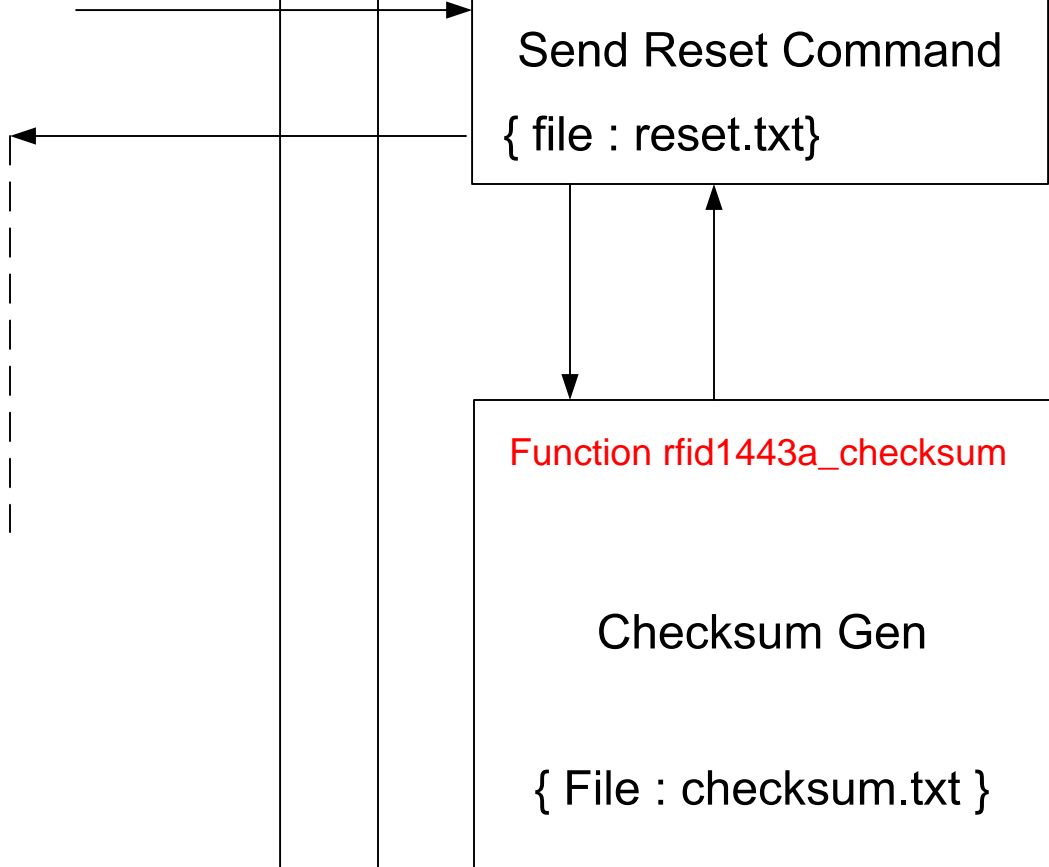 Send Reset Command
{ file : reset.txt}
Function rfid1443a_checksum
Checksum Gen
{ File : checksum.txt }